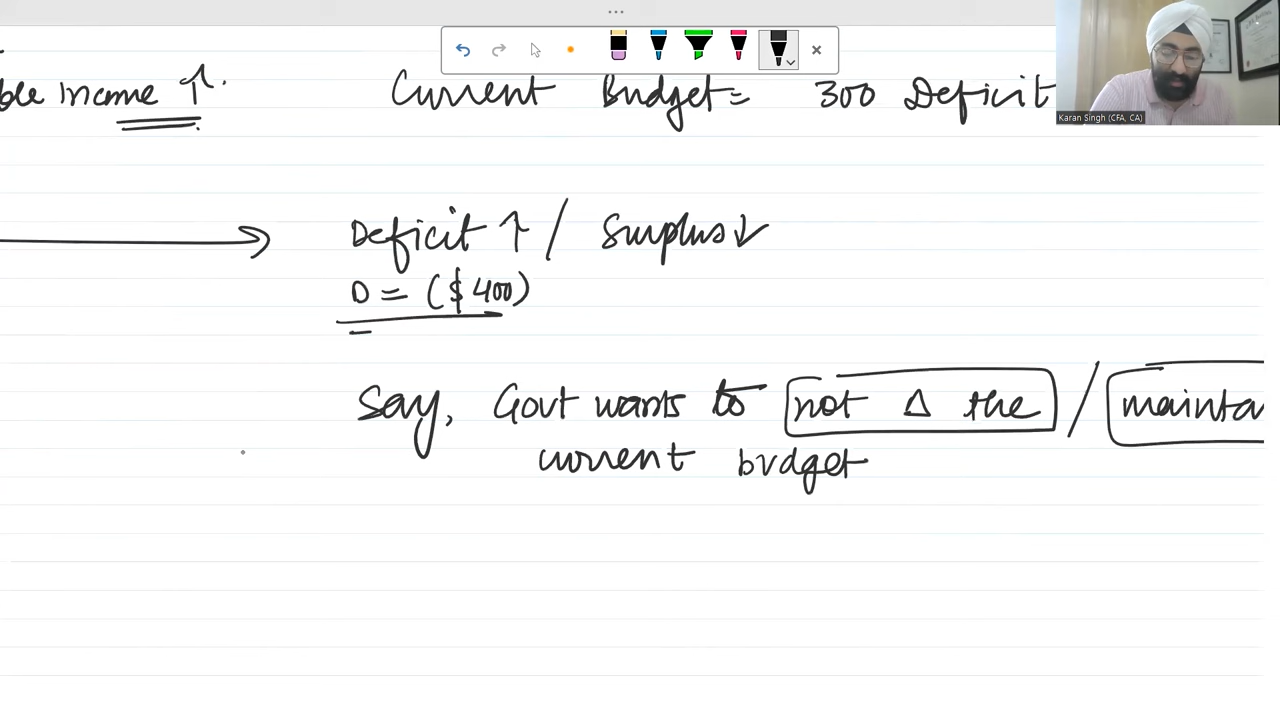 ble Income ↑. Current Budget = 300 Deficit
Karan Singh (CFA, CA)
Deficit ↑ / Surplus ↓
D = ($ 400)
Say, Govt wants to not Δ the / mainta
current budget